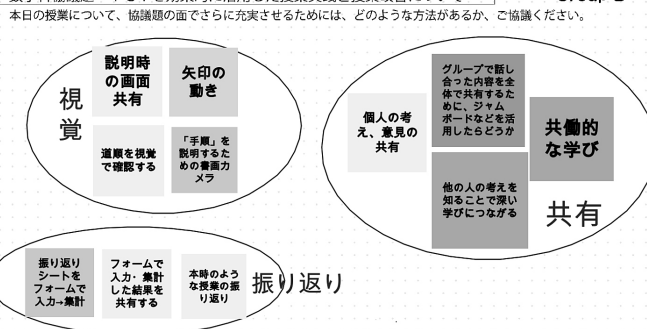 本日の授業について、協議題の面でさらに充実させるためには、どのような方法があるか、ご協議ください。
視
覚
説明時
の画面
共有
矢印の
動き
道順を視覚
で確認する
「手順」を
説明するた
めの書画カ
メラ
個人の考
え、意見の
共有
グループで話し
合った内容を全
体で共有するた
めに、ジャム
ボードなどを活
用したらどうか
共働的
な学び
他の人の考えを
知ることで深い
学びにつながる
共有
振り返り
シートを
フォームで
入力→集計
フォームで
入力・集計
した結果を
共有する
本時のよう
な授業の振
り返り
振り返り